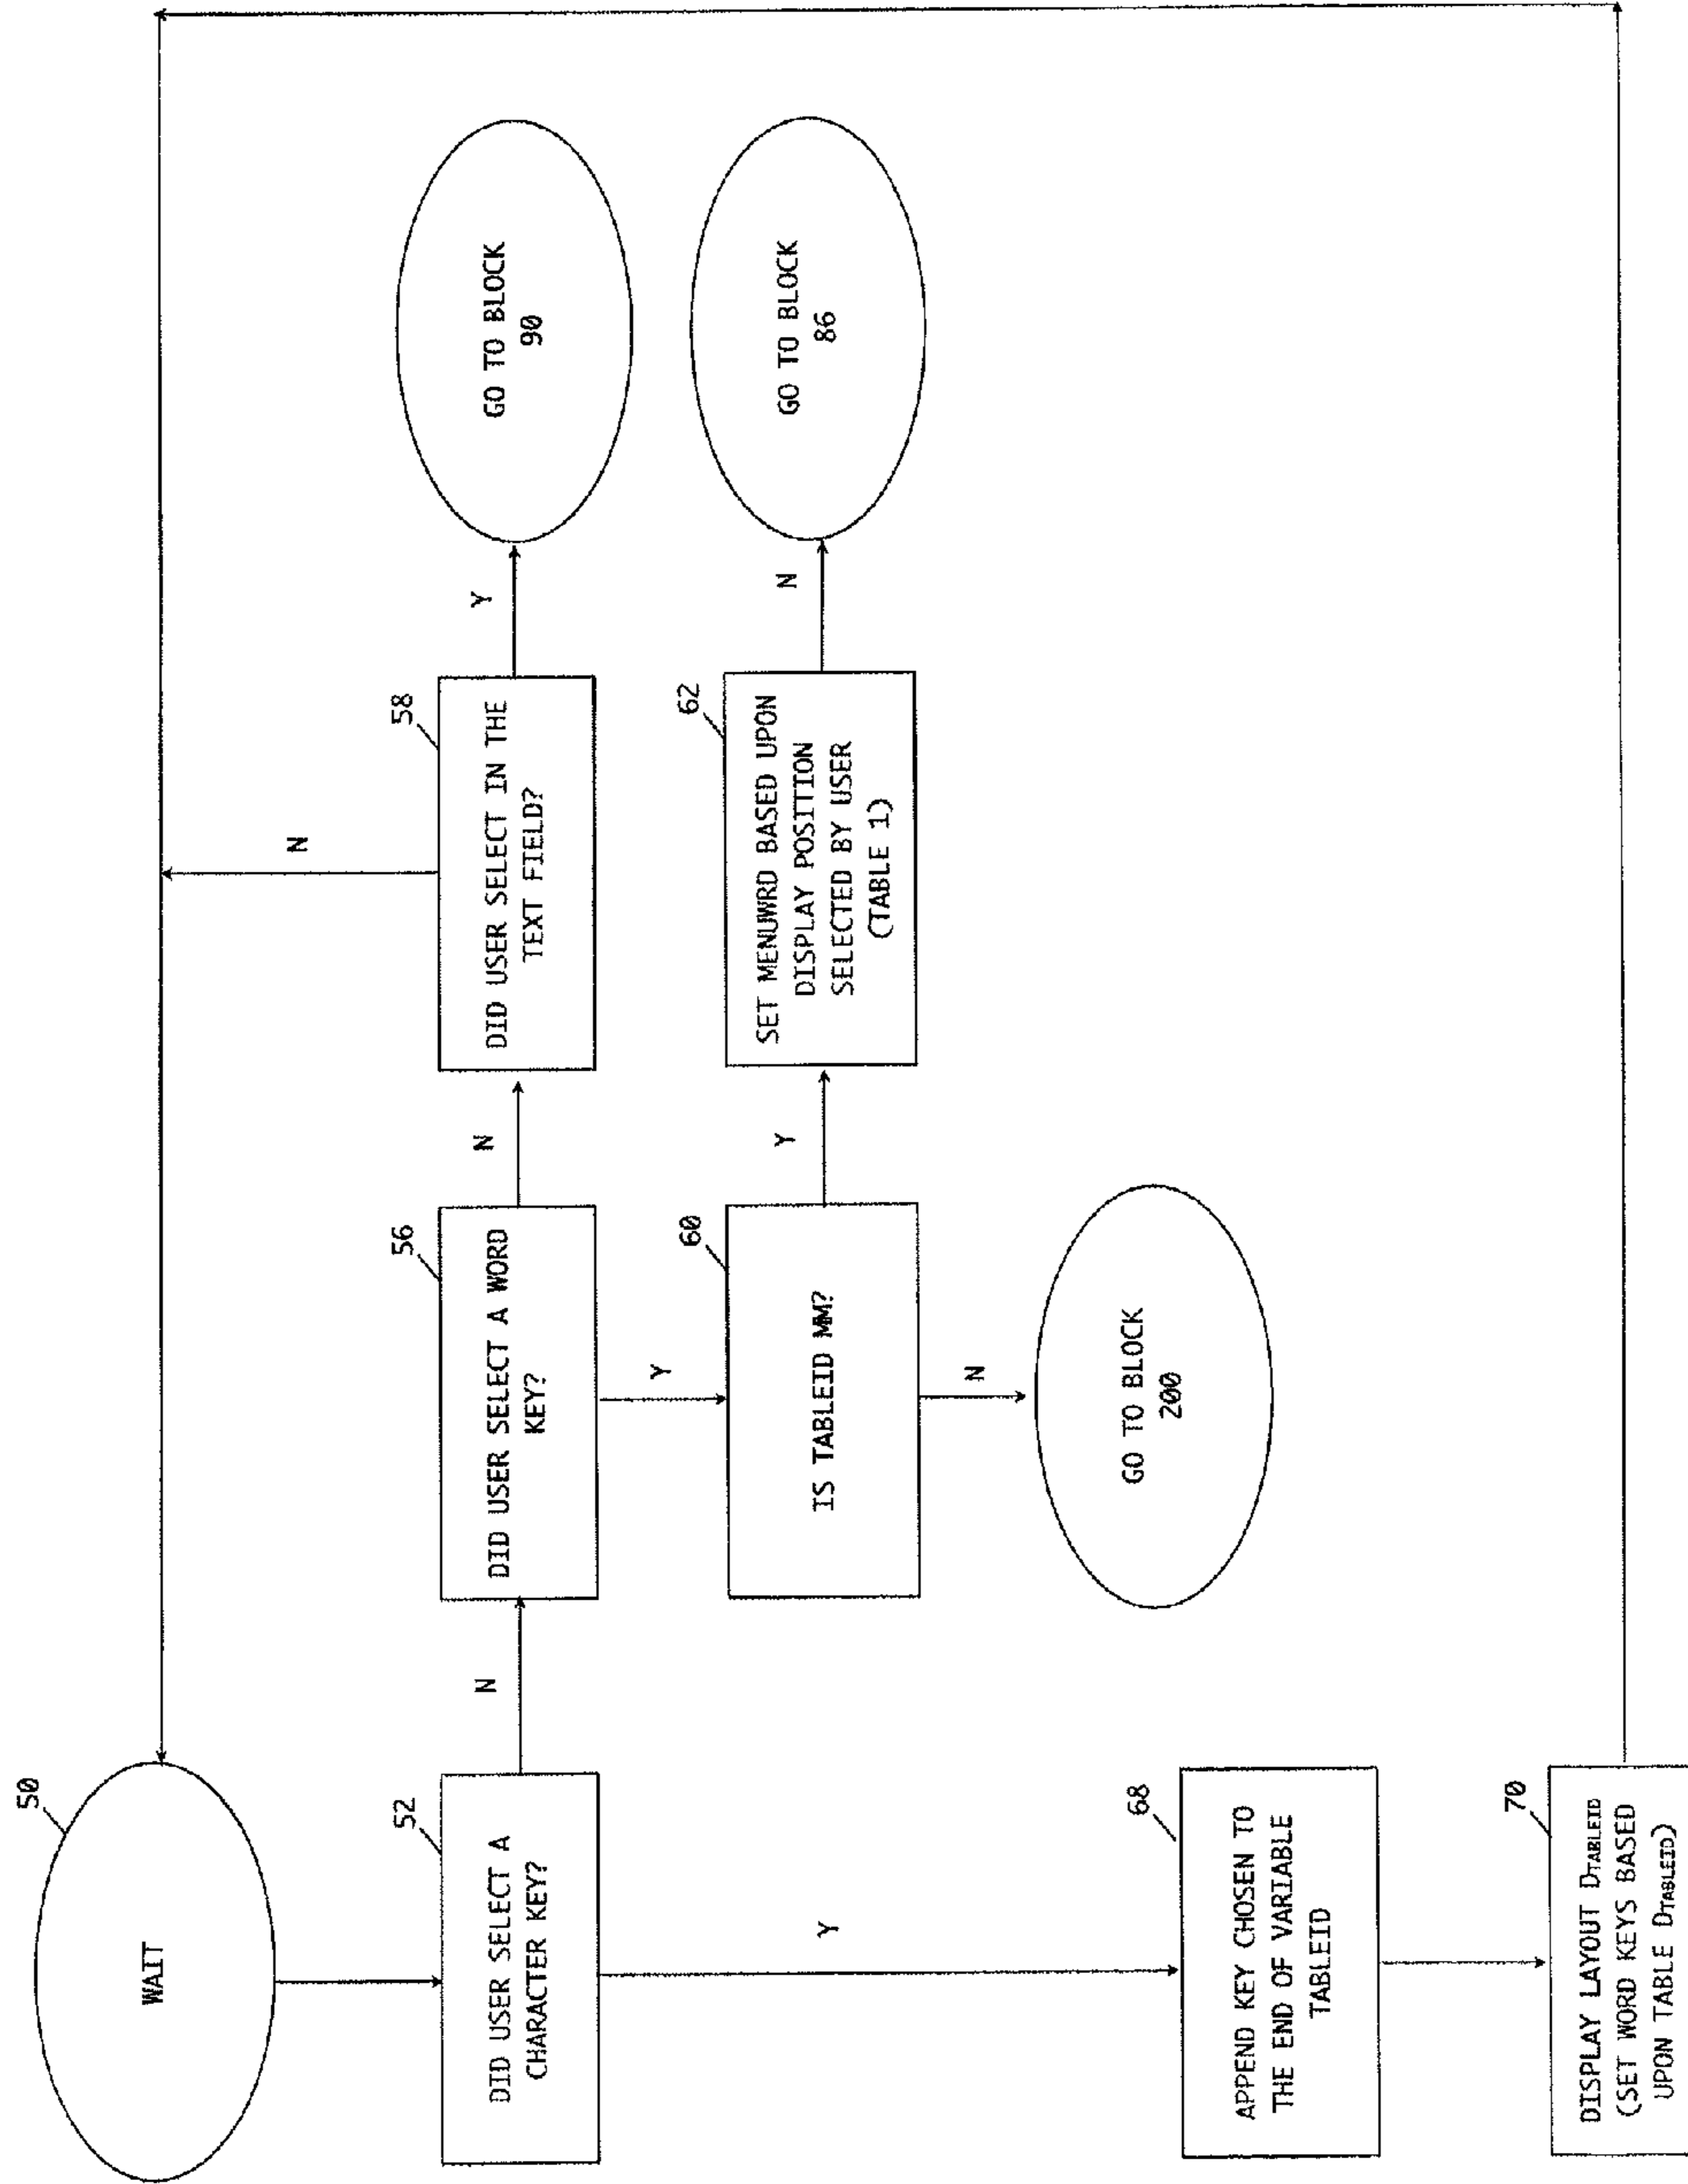 50
WAIT
52
DID USER SELECT A
CHARACTER KEY?
N
56
DID USER SELECT A WORD
KEY?
N
58
DID USER SELECT IN THE
TEXT FIELD?
N
Y
GO TO BLOCK
90
Y
60
IS TABLEID MM?
Y
62
SET MENUWRD BASED UPON
DISPLAY POSITION
SELECTED BY USER
(TABLE 1)
N
GO TO BLOCK
86
N
GO TO BLOCK
200
Y
68
APPEND KEY CHOSEN TO
THE END OF VARIABLE
TABLEID
70
DISPLAY LAYOUT DTABLEID
(SET WORD KEYS BASED
UPON TABLE DTABLEID)